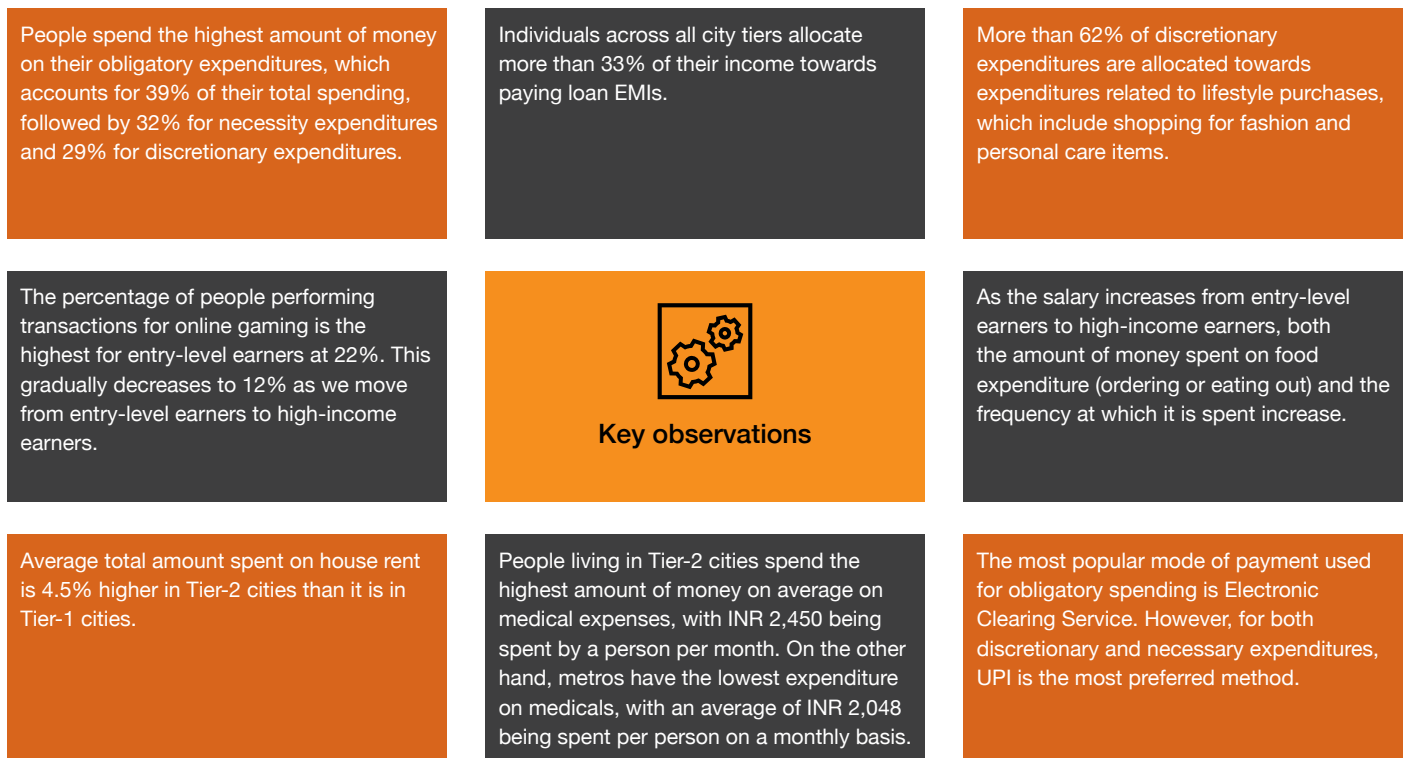 People spend the highest amount of money
on their obligatory expenditures, which
accounts for 39% of their total spending,
followed by 32% for necessity expenditures
and 29% for discretionary expenditures.
Individuals across all city tiers allocate
more than 33% of their income towards
paying loan EMIs.
More than 62% of discretionary
expenditures are allocated towards
expenditures related to lifestyle purchases,
which include shopping for fashion and
personal care items.
The percentage of people performing
transactions for online gaming is the
highest for entry-level earners at 22%. This
gradually decreases to 12% as we move
from entry-level earners to high-income
earners.
Key observations
As the salary increases from entry-level
earners to high-income earners, both
the amount of money spent on food
expenditure (ordering or eating out) and the
frequency at which it is spent increase.
Average total amount spent on house rent
is 4.5% higher in Tier-2 cities than it is in
Tier-1 cities.
People living in Tier-2 cities spend the
highest amount of money on average on
medical expenses, with INR 2,450 being
spent by a person per month. On the other
hand, metros have the lowest expenditure
on medicals, with an average of INR 2,048
being spent per person on a monthly basis.
The most popular mode of payment used
for obligatory spending is Electronic
Clearing Service. However, for both
discretionary and necessary expenditures,
UPI is the most preferred method.